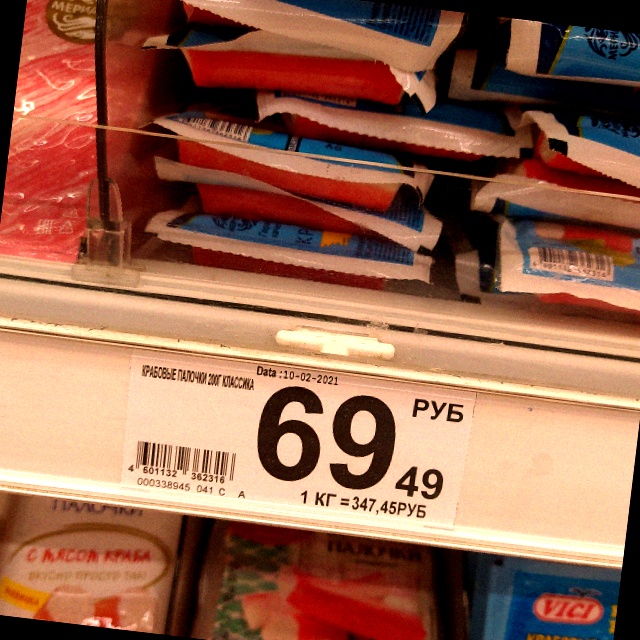 МЕРИ
КРАБОВЫЕ ПАЛОЧКИ 200Г КЛАССИКА
Data :10-02-2021
69 49
РУБ
4 601132 362316
000338945 041 С А
1 КГ = 347,45РУБ
ПАЛОЧКИ
С МЯСОМ КРАБА
VICI